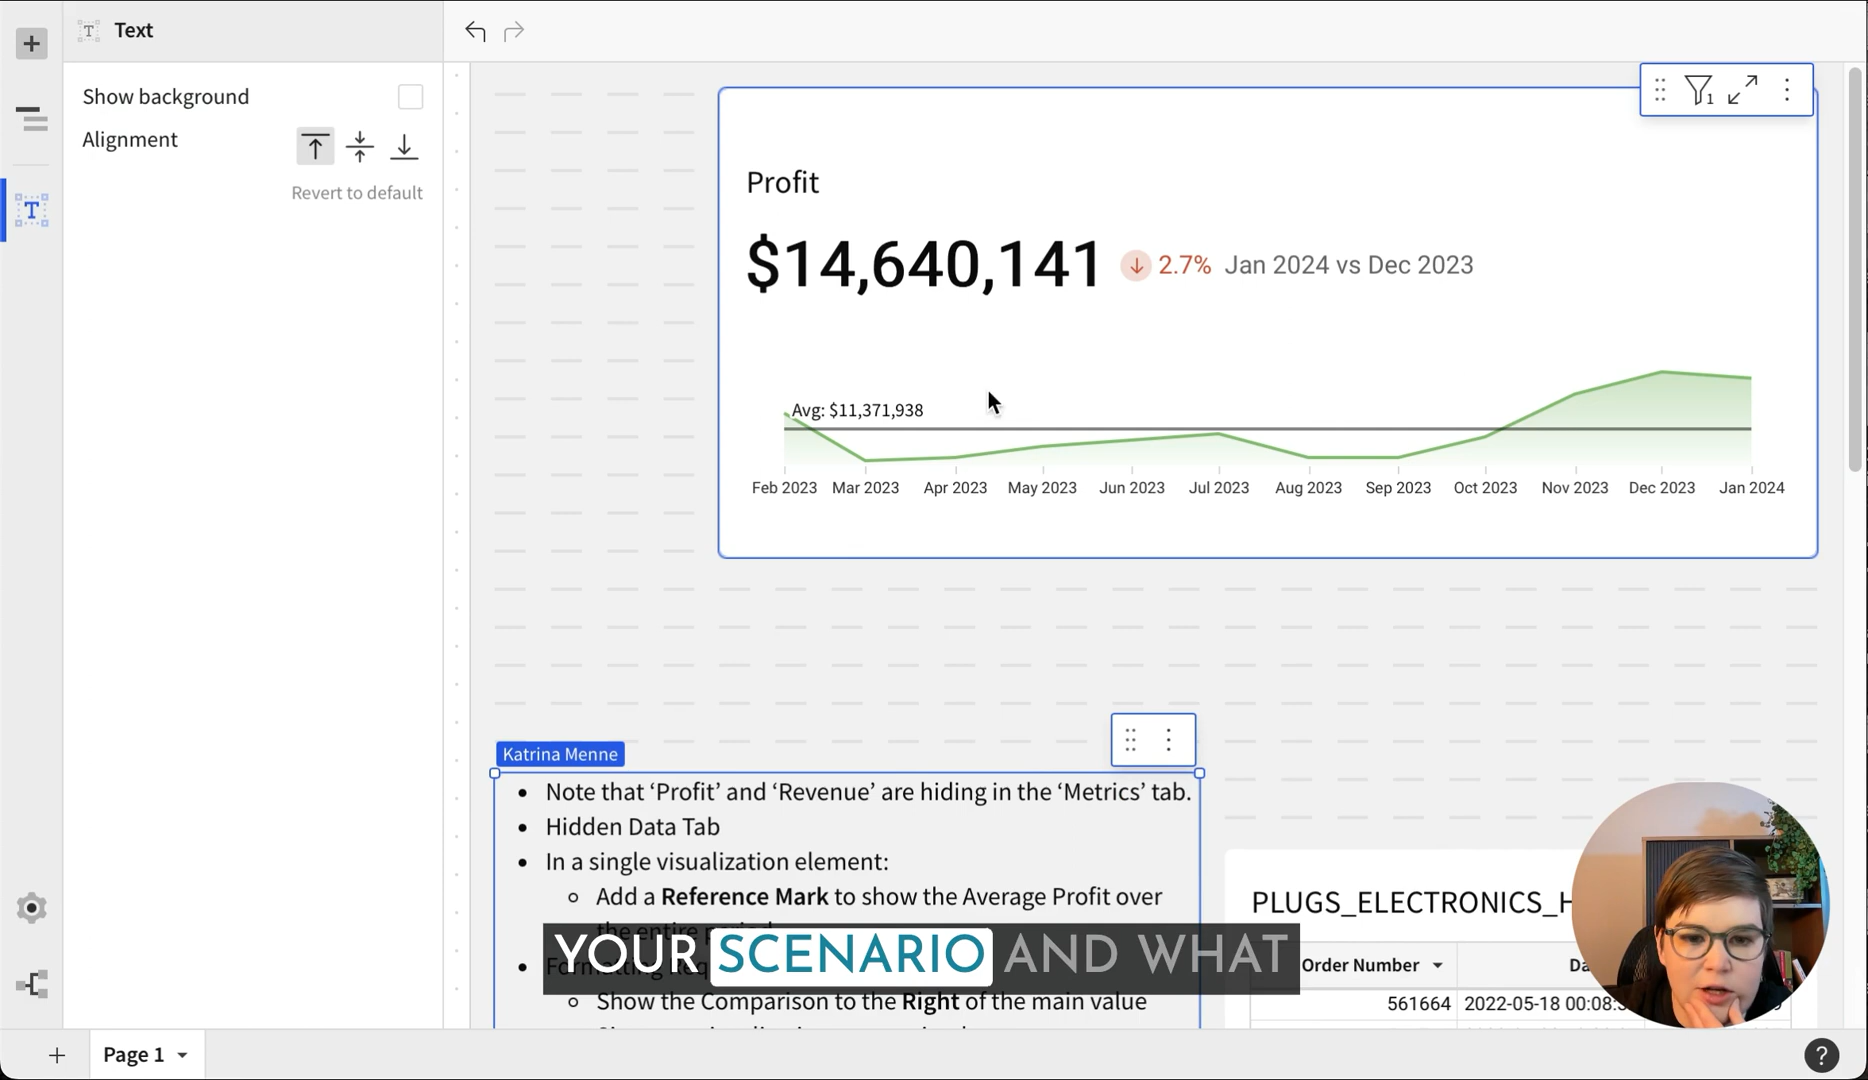 Text
Show background
Alignment
Revert to default
1
Profit
$14,640,141 2.7% Jan 2024 vs Dec 2023
Avg: $11,371,938
Feb 2023 Mar 2023 Apr 2023 May 2023 Jun 2023 Jul 2023 Aug 2023 Sep 2023 Oct 2023 Nov 2023 Dec 2023 Jan 2024
Katrina Menne
• Note that ‘Profit’ and ‘Revenue’ are hiding in the ‘Metrics’ tab.
• Hidden Data Tab
• In a single visualization element:
Add a Reference Mark to show the Average Profit over
the entire
YOUR SCENARIO AND WHAT
Show the Comparison to the Right of the main value
PLUGS_ELECTRONICS_H
Order Number
561664 2022-05-18 00:08:
Page 1
?